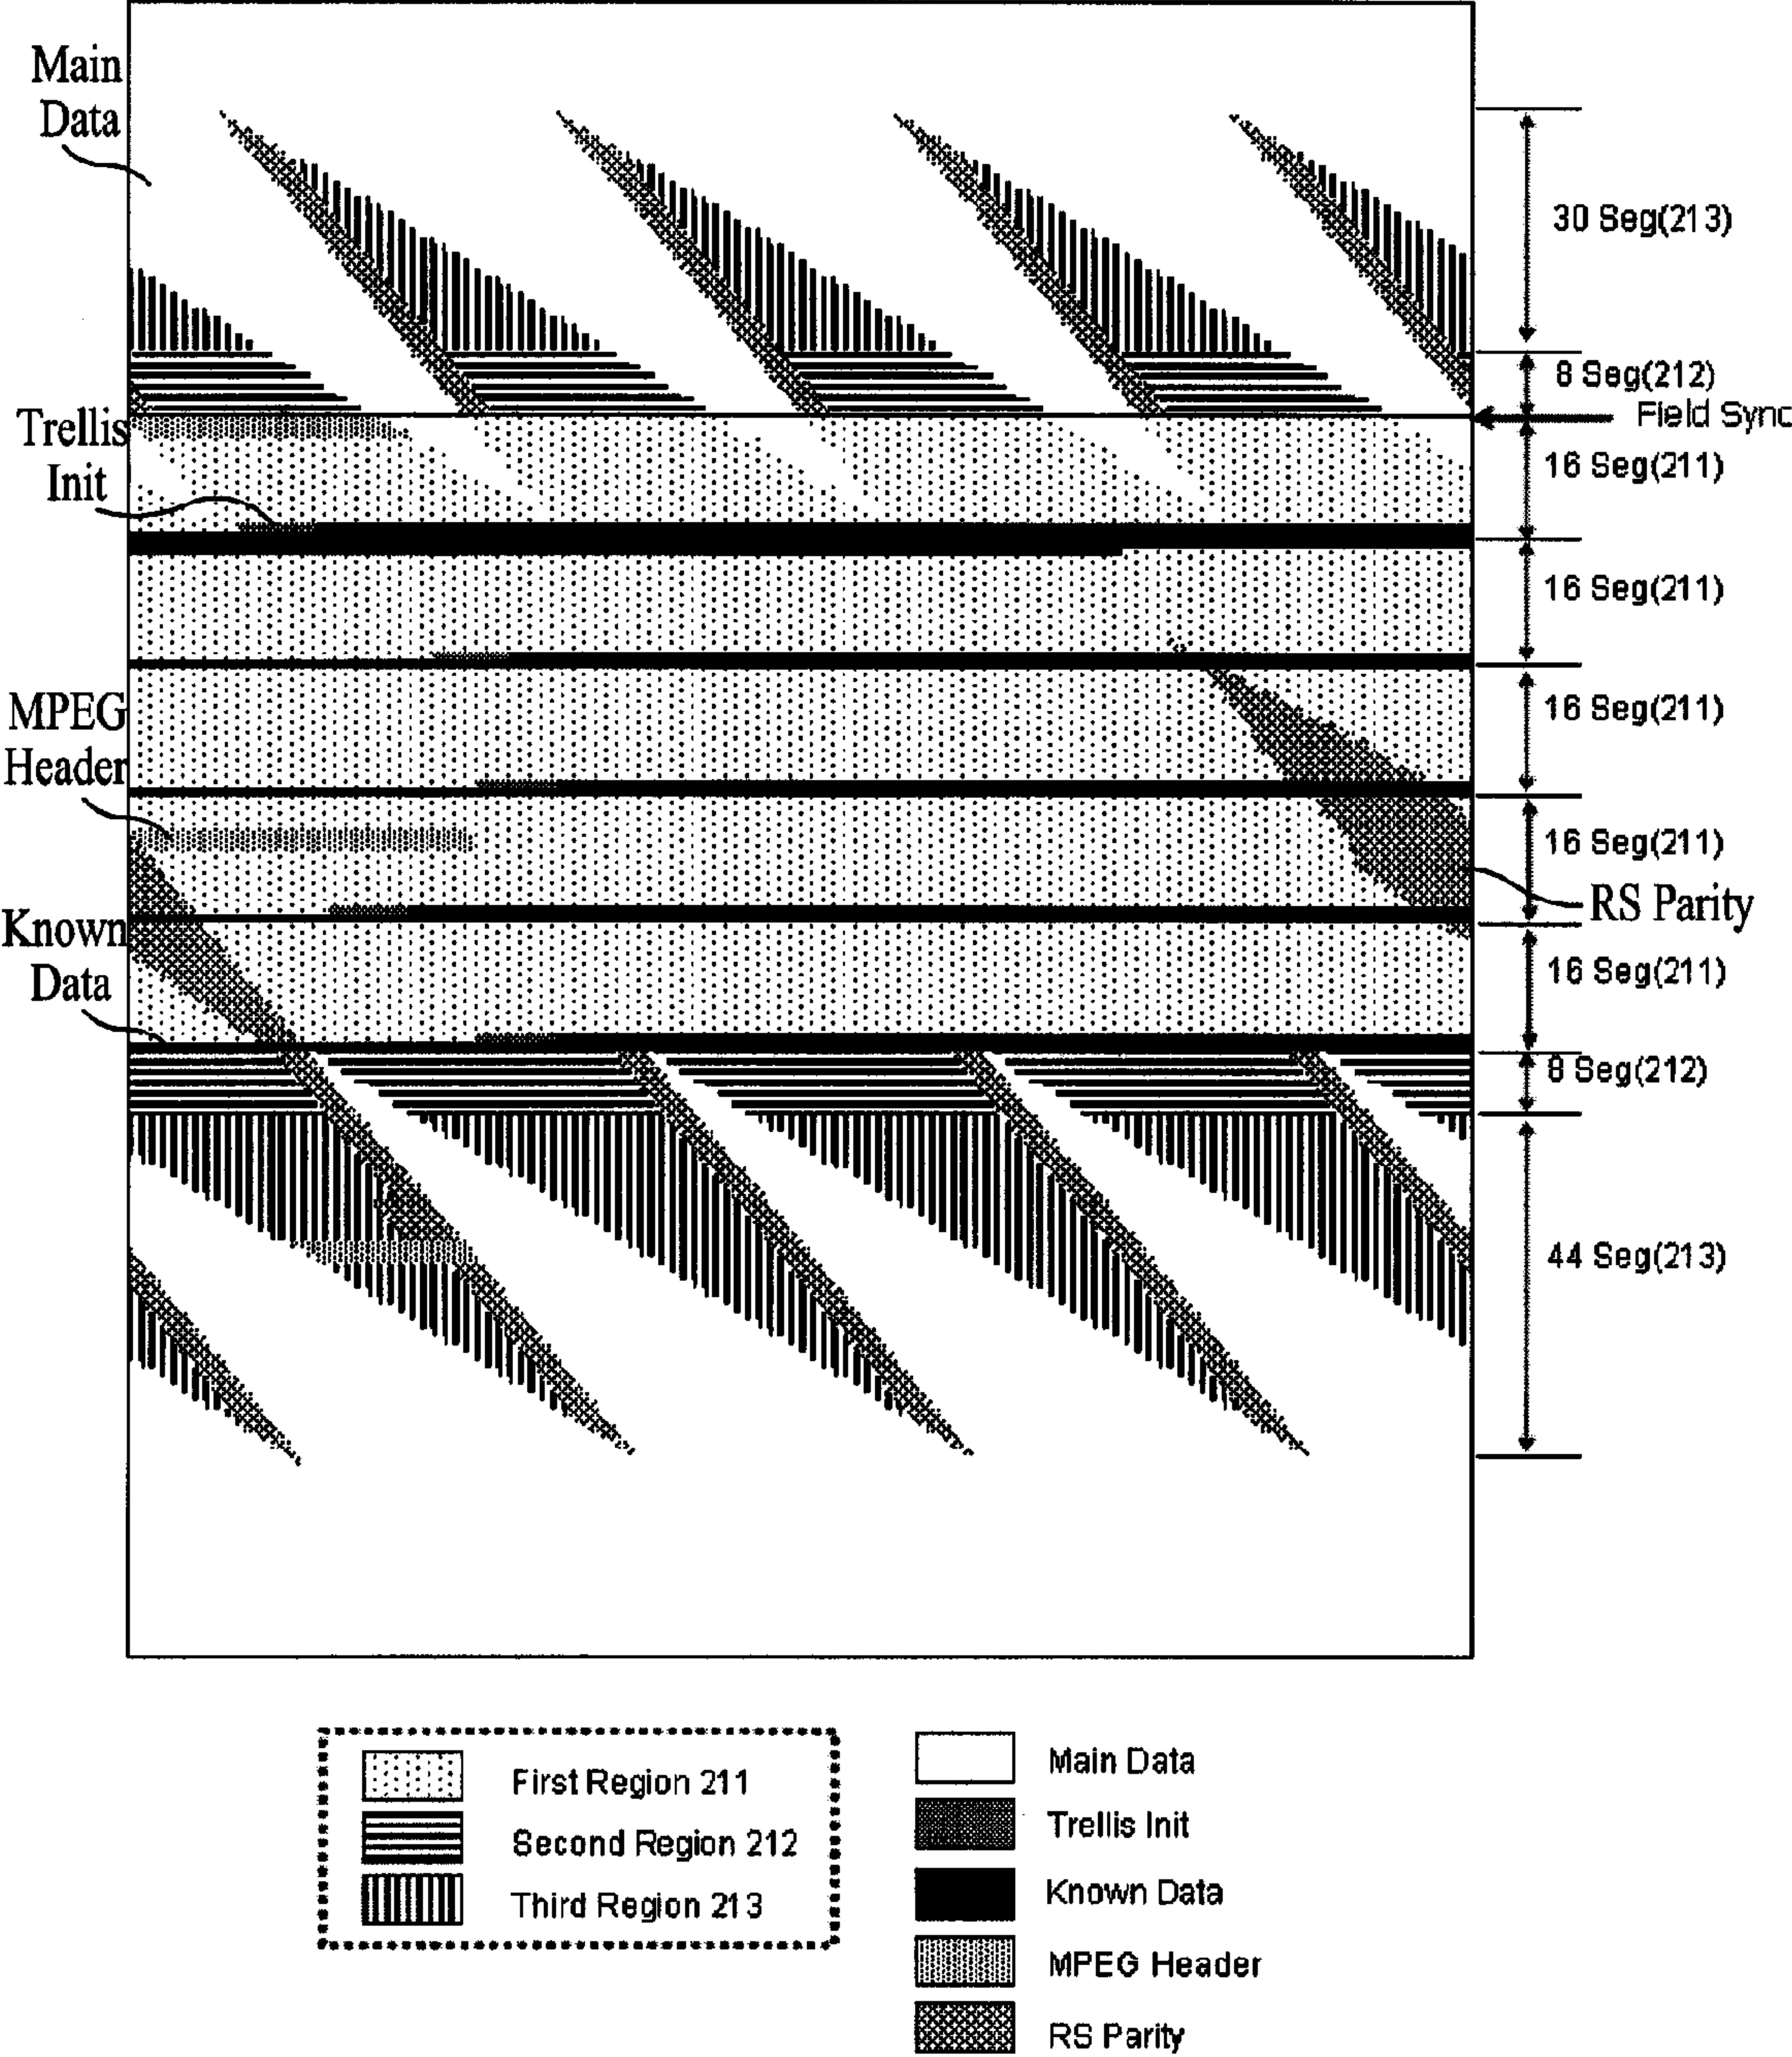 Main
Data
30 Seg(213)
8 Seg(212)
Field Sync
Trellis
Init
16 Seg(211)
16 Seg(211)
MPEG
Header
16 Seg(211)
16 Seg(211)
RS Parity
Known
Data
16 Seg(211)
8 Seg(212)
44 Seg(213)
First Region 211
Second Region 212
Third Region 213
Main Data
Trellis Init
Known Data
MPEG Header
RS Parity